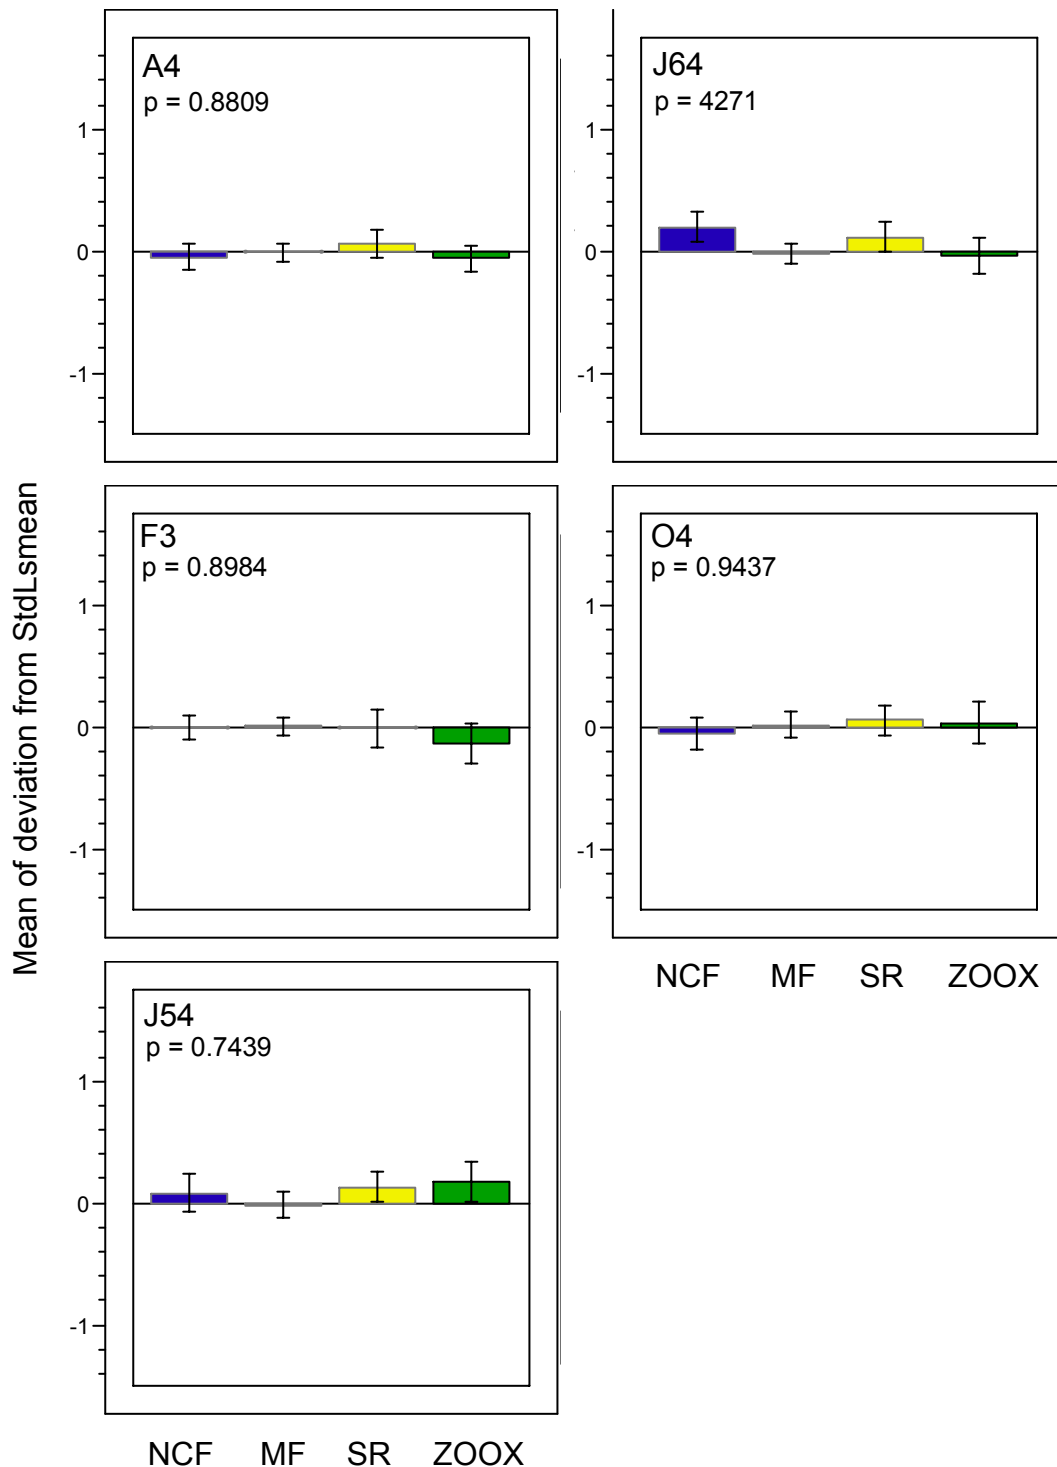 Mean of deviation from StdLsmean
A4
p = 0.8809
1
0
-1
J64
p = 4271
1
0
-1
F3
p = 0.8984
1
0
-1
O4
p = 0.9437
1
0
-1
NCF MF SR ZOOX
J54
p = 0.7439
1
0
-1
NCF MF SR ZOOX